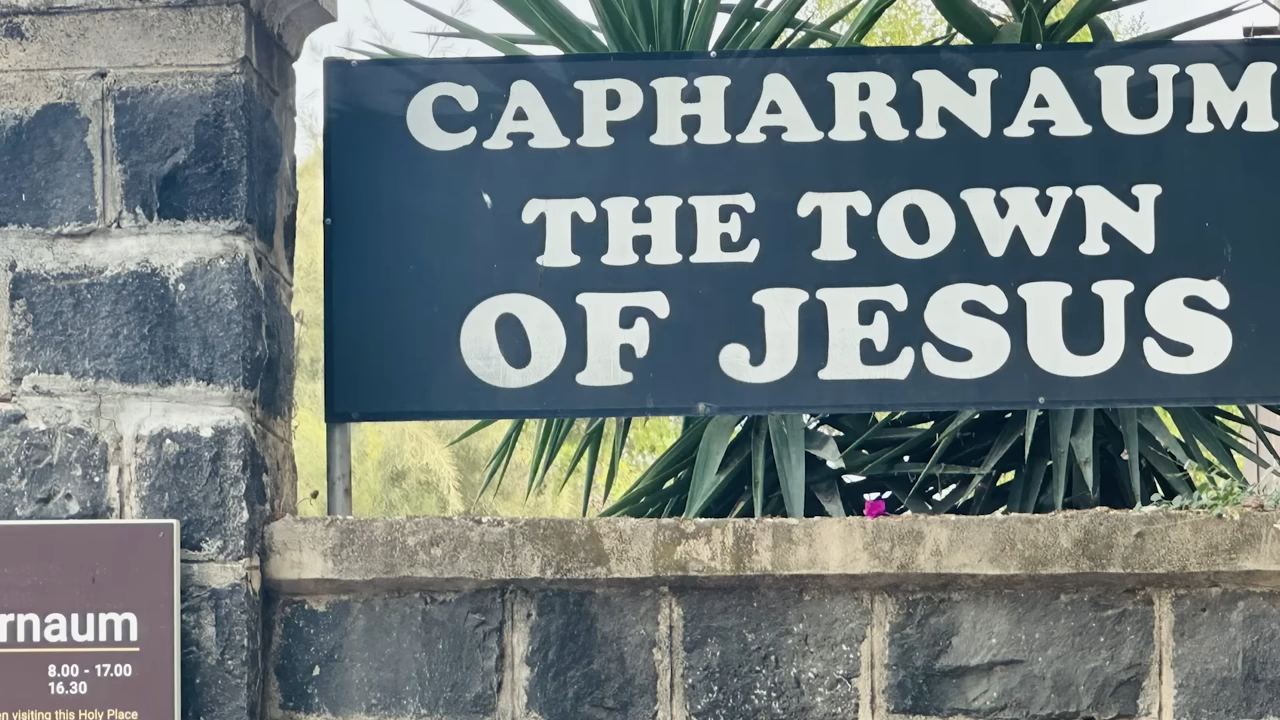 CAPHARNAUM
THE TOWN
OF JESUS
rnaum
8.00 - 17.00
16.30
visiting this Holy Place